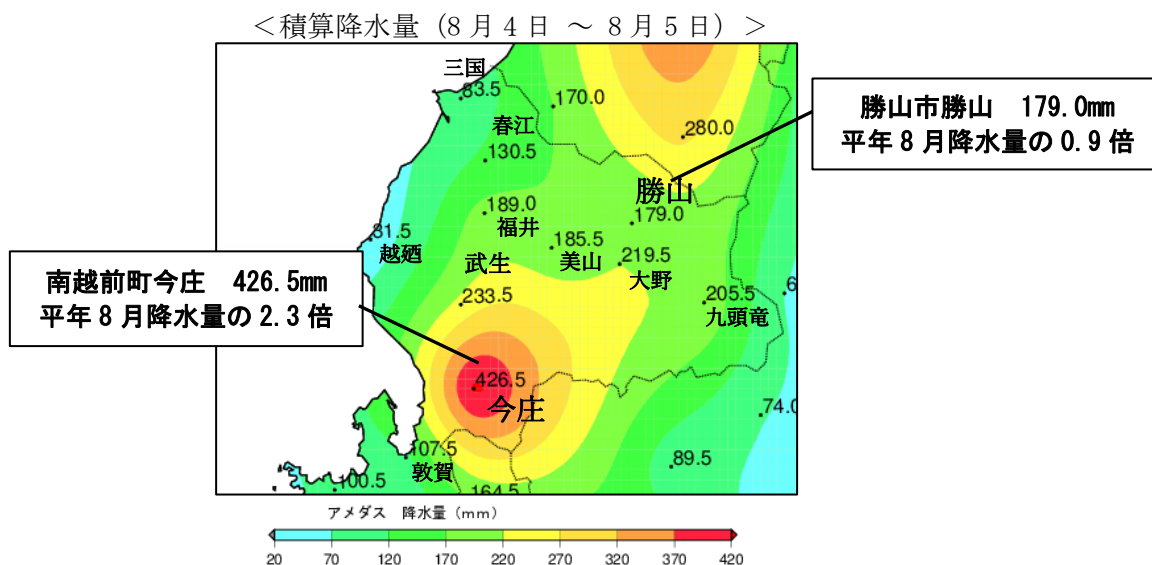 ＜積算降水量（8月4日 ～ 8月5日）＞
三国
83.5
170.0
280.0
勝山市勝山　179.0mm
平年8月降水量の0.9倍
春江
130.5
勝山
189.0
福井
179.0
31.5
越廼
185.5
美山
219.5
大野
南越前町今庄　426.5mm
平年8月降水量の2.3倍
武生
233.5
205.5
九頭竜
6
426.5
今庄
74.0
107.5
敦賀
89.5
100.5
164.5
アメダス 降水量（mm）
20 70 120 170 220 270 320 370 420